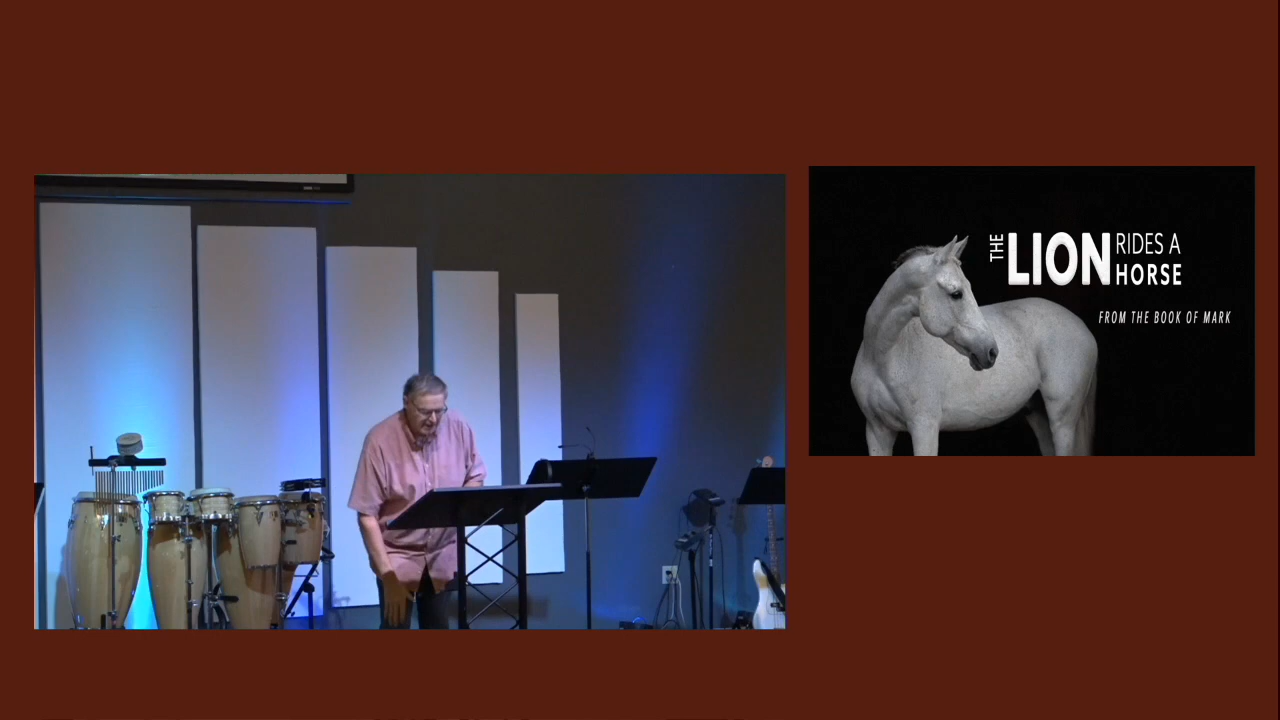 THE LION RIDES A
HORSE
FROM THE BOOK OF MARK